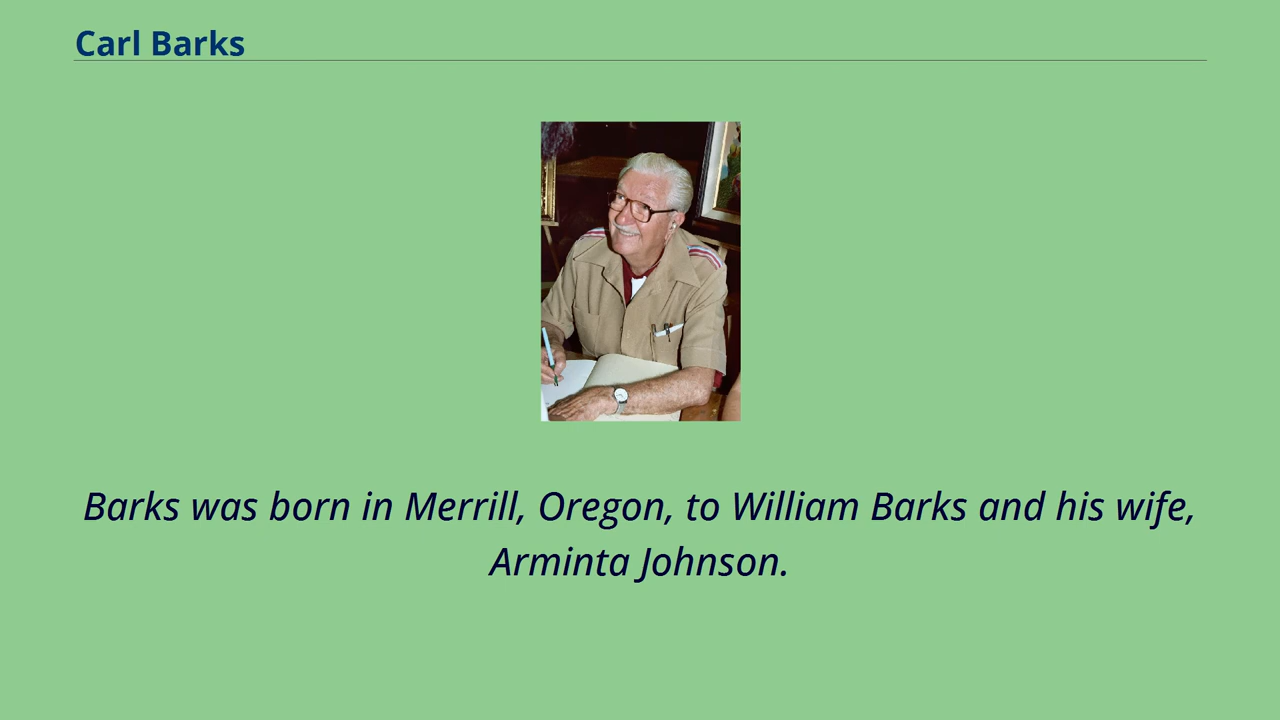 Carl Barks
Barks was born in Merrill, Oregon, to William Barks and his wife,
Arminta Johnson.